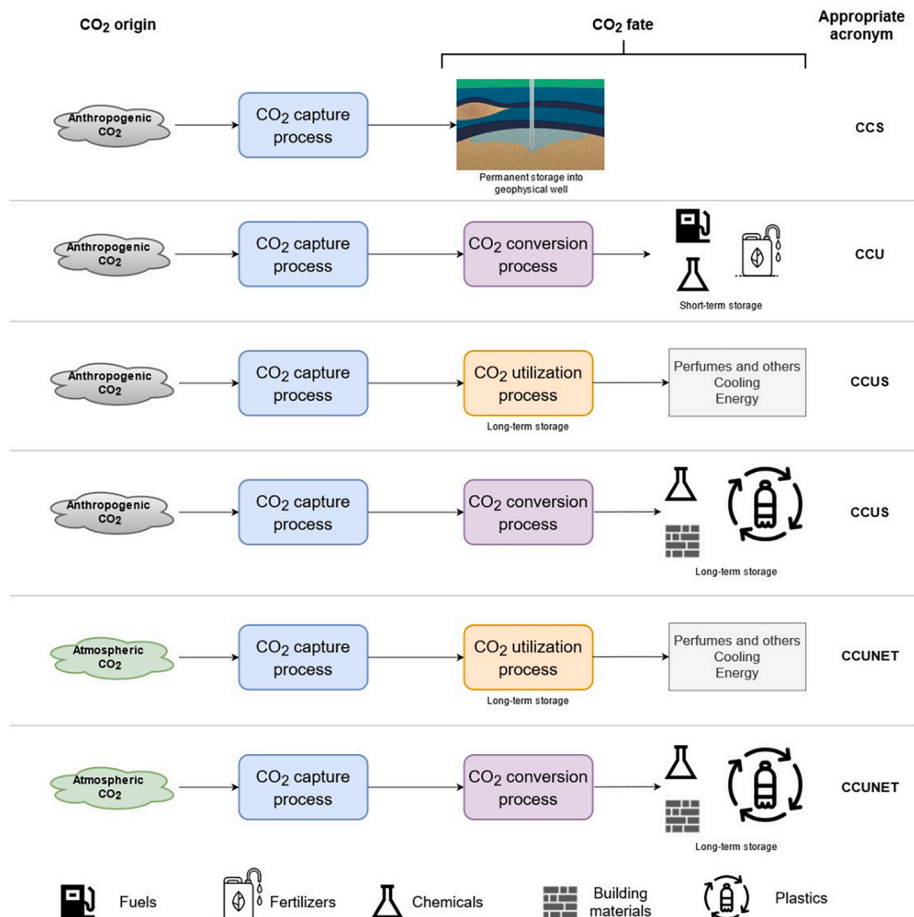 CO2 origin
CO2 fate
Appropriate
acronym
Anthropogenic
CO2
CO2 capture
process
Permanent storage into
geophysical well
CCS
Anthropogenic
CO2
CO2 capture
process
CO2 conversion
process
Short-term storage
CCU
Anthropogenic
CO2
CO2 capture
process
CO2 utilization
process
Long-term storage
Perfumes and others
Cooling
Energy
CCUS
Anthropogenic
CO2
CO2 capture
process
CO2 conversion
process
Long-term storage
CCUS
Atmospheric
CO2
CO2 capture
process
CO2 utilization
process
Long-term storage
Perfumes and others
Cooling
Energy
CCUNET
Atmospheric
CO2
CO2 capture
process
CO2 conversion
process
Long-term storage
CCUNET
Fuels
Fertilizers
Chemicals
Building
materials
Plastics